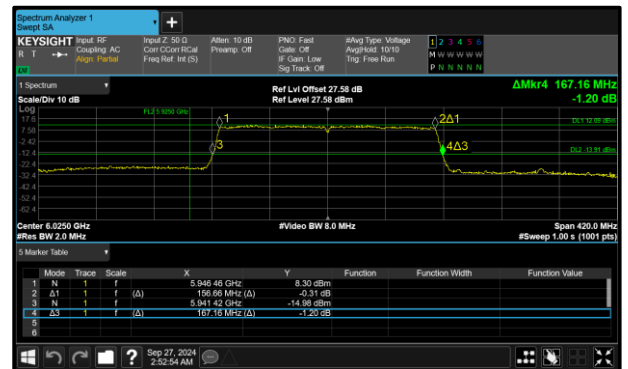 Spectrum Analyzer 1
Swept SA
+
KEYSIGHT Input: RF Input Z: 50 Ω Atten: 10 dB PNO: Fast #Avg Type: Voltage 1 2 3 4 5 6
R T Coupling: AC Corr CCorr RCal Preamp: Off Gate: Off Avg|Hold: 10/10 M W W W W W
Align: Partial Freq Ref: Int (S) IF Gain: Low Trig: Free Run P N N N N N
Sig Track: Off
1 Spectrum
Scale/Div 10 dB
Ref Lvl Offset 27.58 dB
Ref Level 27.58 dBm
ΔMkr4 167.16 MHz
-1.20 dB
Log
17.6
7.58
-2.42
-12.4
-22.4
-32.4
-42.4
-52.4
-62.4
FL2 5.9250 GHz
1
2Δ1
3
4Δ3
DL1 12.09 dBm
DL2 -13.91 dBm
Center 6.0250 GHz #Video BW 8.0 MHz Span 420.0 MHz
#Res BW 2.0 MHz #Sweep 1.00 s (1001 pts)
5 Marker Table
Mode Trace Scale X Y Function Function Width Function Value
1 N 1 f 5.946 46 GHz 8.30 dBm
2 Δ1 1 f (Δ) 156.66 MHz (Δ) -0.31 dB
3 N 1 f 5.941 42 GHz -14.98 dBm
4 Δ3 1 f (Δ) 167.16 MHz (Δ) -1.20 dB
5
6
?
Sep 27, 2024
2:52:54 AM